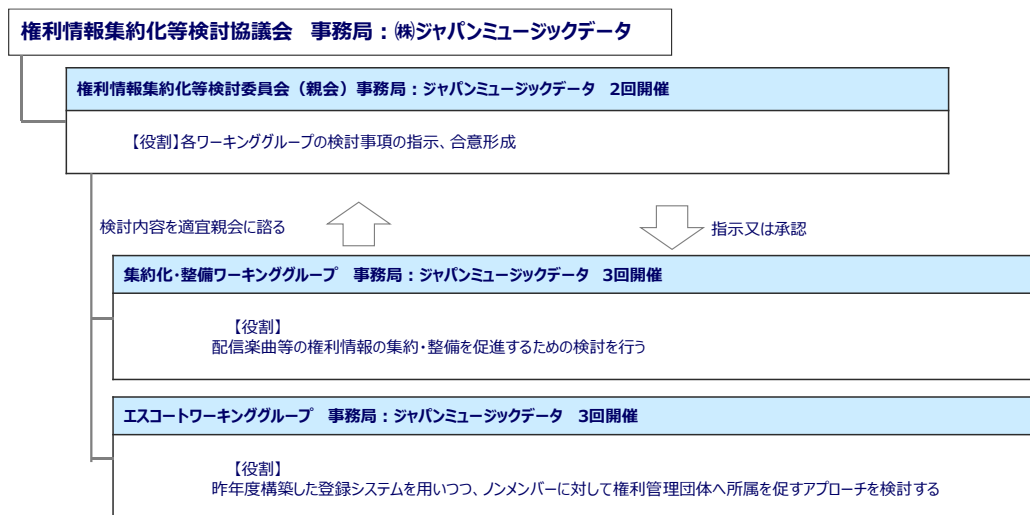 権利情報集約化等検討協議会　事務局：㈱ジャパンミュージックデータ
権利情報集約化等検討委員会（親会）事務局：ジャパンミュージックデータ　2回開催
【役割】各ワーキンググループの検討事項の指示、合意形成
検討内容を適宜親会に諮る
指示又は承認
集約化・整備ワーキンググループ　事務局：ジャパンミュージックデータ　3回開催
【役割】
配信楽曲等の権利情報の集約・整備を促進するための検討を行う
エスコートワーキンググループ　事務局：ジャパンミュージックデータ　3回開催
【役割】
昨年度構築した登録システムを用いつつ、ノンメンバーに対して権利管理団体へ所属を促すアプローチを検討する